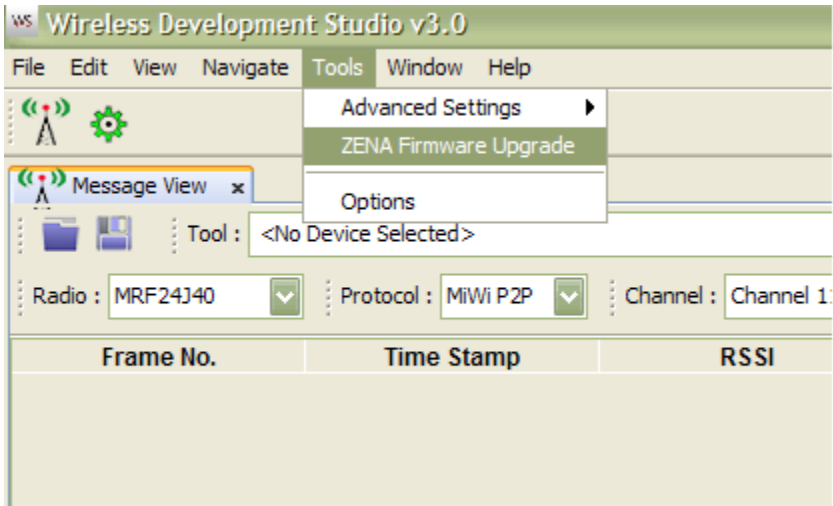 WS Wireless Development Studio v3.0
File Edit View Navigate Tools Window Help
Advanced Settings
ZENA Firmware Upgrade
Options
Message View x
Tool : <No Device Selected>
Radio : MRF24J40 Protocol : MiWi P2P Channel : Channel 1
Frame No. Time Stamp RSSI